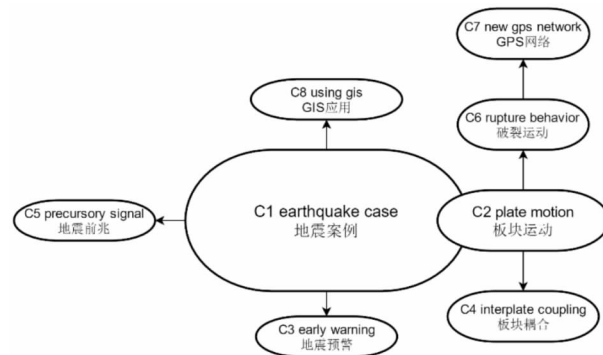 C7 new gps network
GPS网络
C8 using gis
GIS应用
C6 rupture behavior
破裂运动
C5 precursory signal
地震前兆
C1 earthquake case
地震案例
C2 plate motion
板块运动
C3 early warning
地震预警
C4 interplate coupling
板块耦合